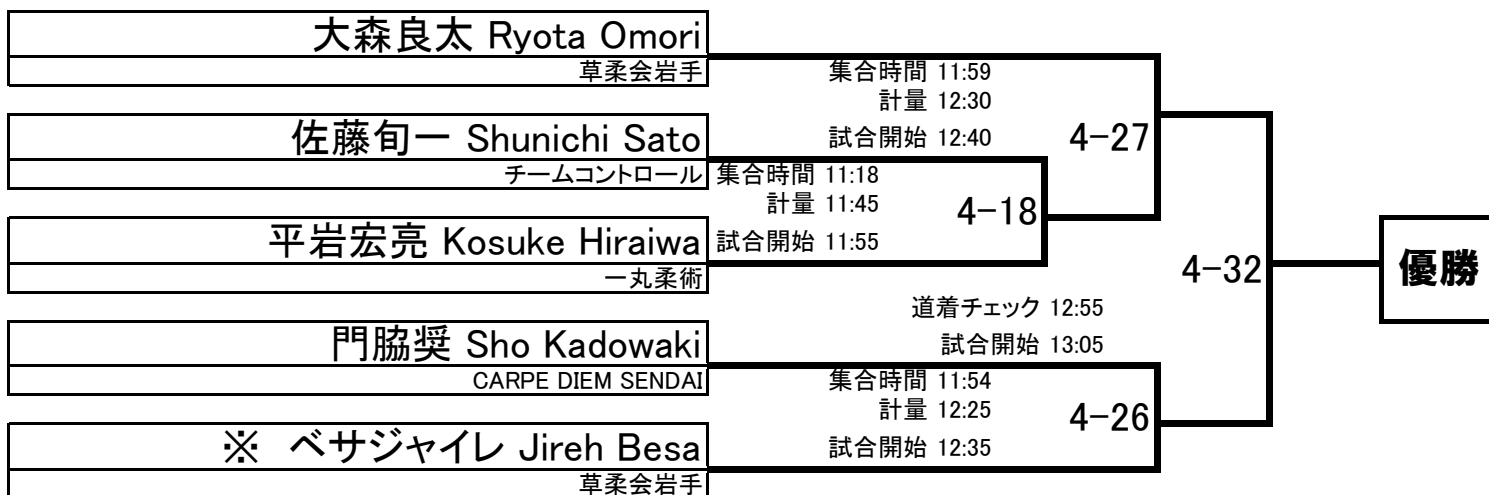 大森良太 Ryota Omori
草柔会岩手
集合時間 11:59
計量 12:30
試合開始 12:40
4-27
佐藤旬一 Shunichi Sato
チームコントロール
集合時間 11:18
計量 11:45
試合開始 11:55
4-18
平岩宏亮 Kosuke Hiraiwa
一丸柔術
4-32
優勝
道着チェック 12:55
試合開始 13:05
門脇奨 Sho Kadowaki
CARPE DIEM SENDAI
集合時間 11:54
計量 12:25
試合開始 12:35
4-26
※ ベサジャイレ Jireh Besa
草柔会岩手